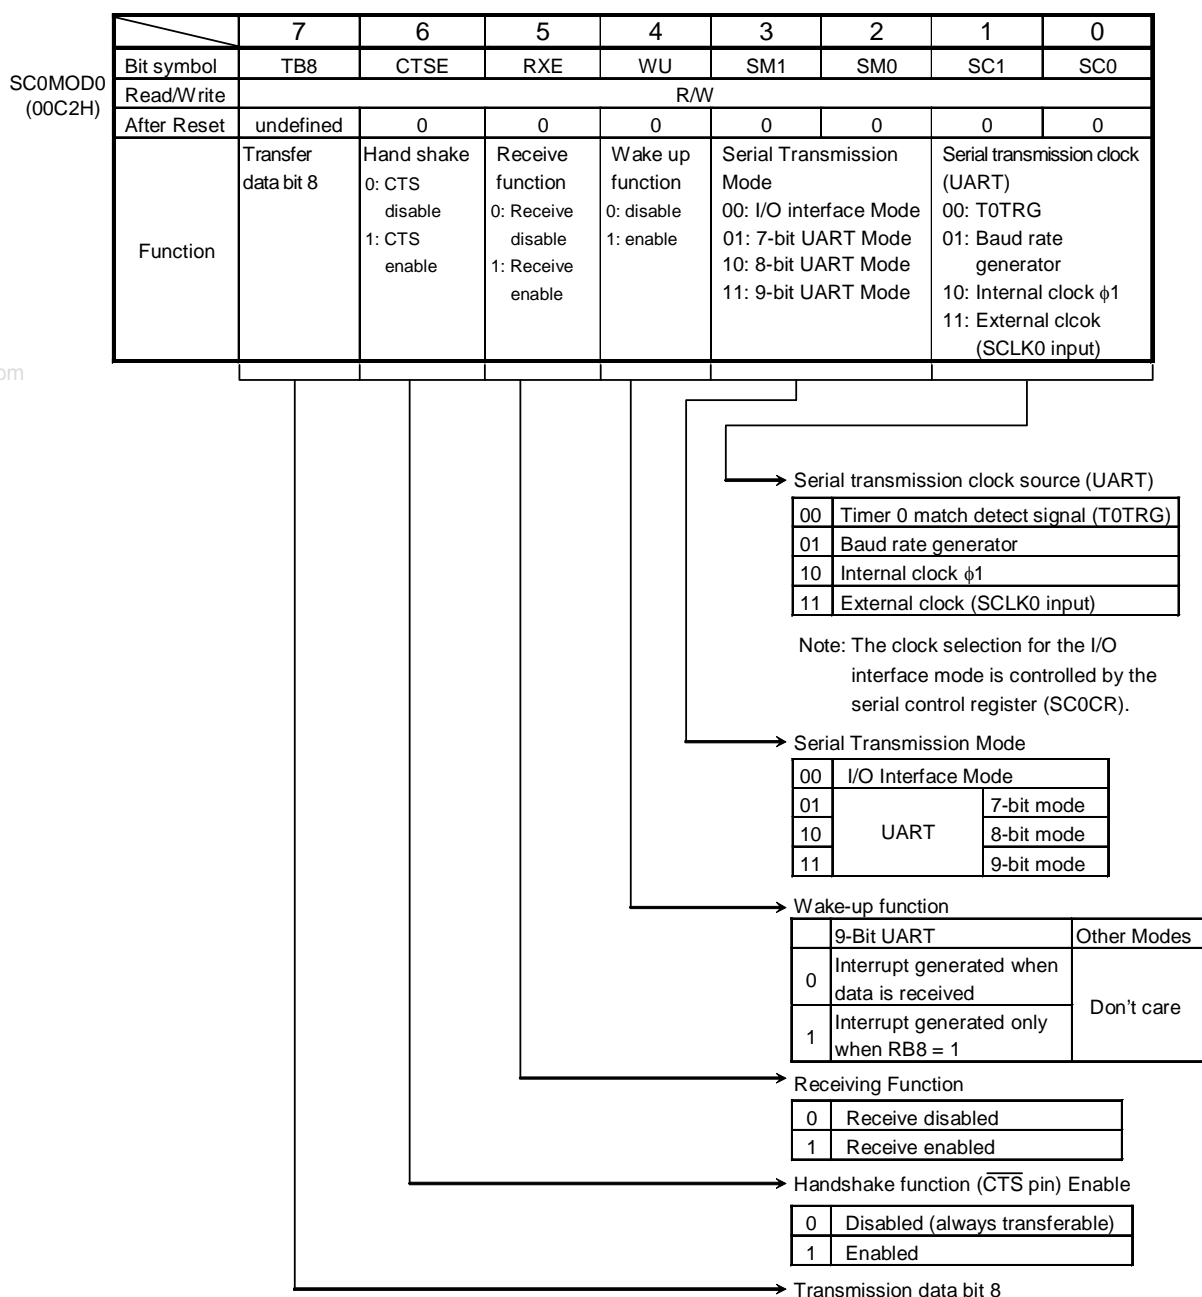 7 6 5 4 3 2 1 0
SC0MOD0
(00C2H)
Bit symbol TB8 CTSE RXE WU SM1 SM0 SC1 SC0
Read/Write R/W
After Reset undefined 0 0 0 0 0 0 0
Function
Transfer
data bit 8
Hand shake
0: CTS
disable
1: CTS
enable
Receive
function
0: Receive
disable
1: Receive
enable
Wake up
function
0: disable
1: enable
Serial Transmission
Mode
00: I/O interface Mode
01: 7-bit UART Mode
10: 8-bit UART Mode
11: 9-bit UART Mode
Serial transmission clock
(UART)
00: T0TRG
01: Baud rate
generator
10: Internal clock ϕ1
11: External clcok
(SCLK0 input)
om
Serial transmission clock source (UART)
00 Timer 0 match detect signal (T0TRG)
01 Baud rate generator
10 Internal clock ϕ1
11 External clock (SCLK0 input)
Note: The clock selection for the I/O
interface mode is controlled by the
serial control register (SC0CR).
Serial Transmission Mode
00 I/O Interface Mode
01 7-bit mode
10 UART 8-bit mode
11 9-bit mode
Wake-up function
9-Bit UART Other Modes
0 Interrupt generated when
data is received
Don't care
1 Interrupt generated only
when RB8 = 1
Receiving Function
0 Receive disabled
1 Receive enabled
Handshake function (C̅T̅S̅ pin) Enable
0 Disabled (always transferable)
1 Enabled
Transmission data bit 8